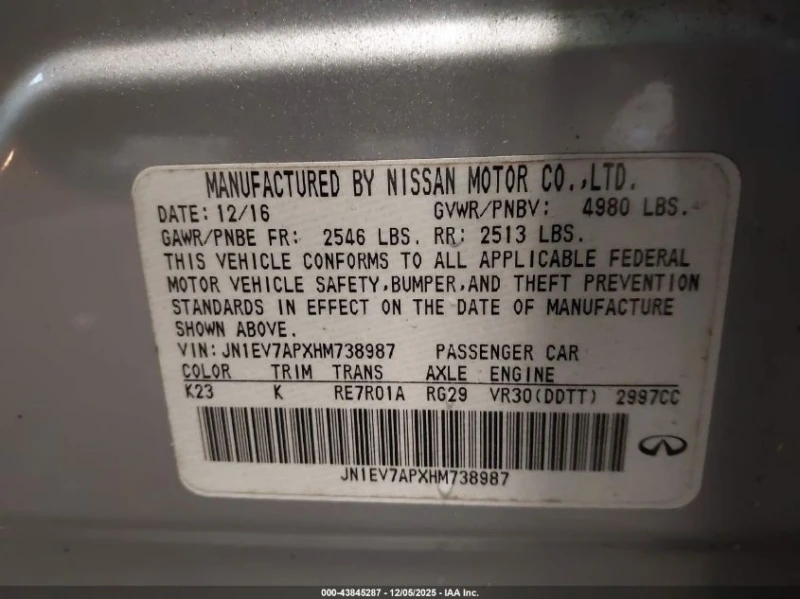 MANUFACTURED BY NISSAN MOTOR CO.,LTD.
DATE: 12/16 GVWR/PNBV: 4980 LBS.
GAWR/PNBE FR: 2546 LBS. RR: 2513 LBS.
THIS VEHICLE CONFORMS TO ALL APPLICABLE FEDERAL
MOTOR VEHICLE SAFETY,BUMPER,AND THEFT PREVENTION
STANDARDS IN EFFECT ON THE DATE OF MANUFACTURE
SHOWN ABOVE.
VIN: JN1EV7APXHM738987 PASSENGER CAR
COLOR TRIM TRANS AXLE ENGINE
K23 K RE7R01A RG29 VR30(DDTT) 2997CC
JN1EV7APXHM738987
000-43845287 - 12/05/2025 - IAA Inc.